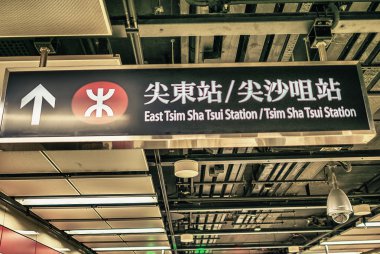 尖東站/尖沙咀站
East Tsim Sha Tsui Station / Tsim Sha Tsui Station